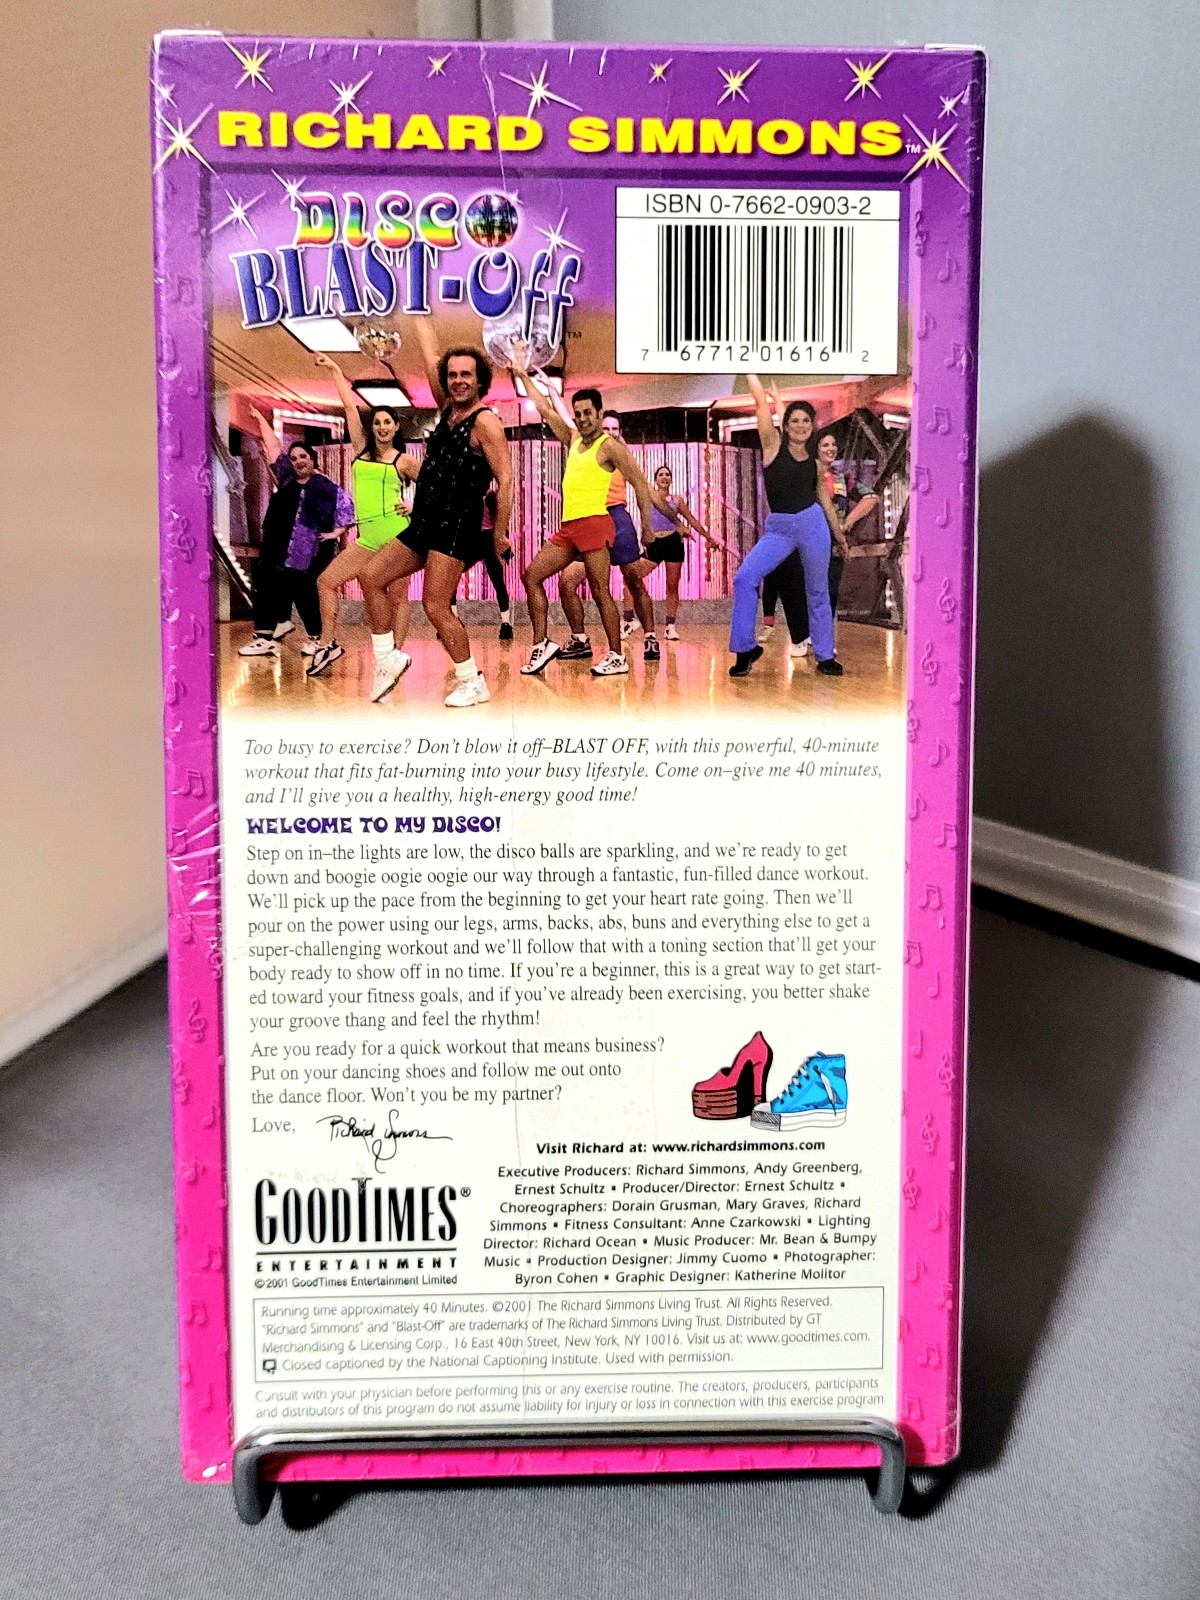 RICHARD SIMMONS™
DISCO
BLAST-Off™
ISBN 0-7662-0903-2
7 67712 01616 2
Too busy to exercise? Don't blow it off–BLAST OFF, with this powerful, 40-minute
workout that fits fat-burning into your busy lifestyle. Come on–give me 40 minutes,
and I'll give you a healthy, high-energy good time!
WELCOME TO MY DISCO!
Step on in–the lights are low, the disco balls are sparkling, and we're ready to get
down and boogie oogie oogie our way through a fantastic, fun-filled dance workout.
We'll pick up the pace from the beginning to get your heart rate going. Then we'll
pour on the power using our legs, arms, backs, abs, buns and everything else to get a
super-challenging workout and we'll follow that with a toning section that'll get your
body ready to show off in no time. If you're a beginner, this is a great way to get start-
ed toward your fitness goals, and if you've already been exercising, you better shake
your groove thang and feel the rhythm!
Are you ready for a quick workout that means business?
Put on your dancing shoes and follow me out onto
the dance floor. Won't you be my partner?
Love, Richard Simmons
Visit Richard at: www.richardsimmons.com
Executive Producers: Richard Simmons, Andy Greenberg,
Ernest Schultz ▪ Producer/Director: Ernest Schultz ▪
Choreographers: Dorain Grusman, Mary Graves, Richard
Simmons ▪ Fitness Consultant: Anne Czarkowski ▪ Lighting
Director: Richard Ocean ▪ Music Producer: Mr. Bean & Bumpy
Music ▪ Production Designer: Jimmy Cuomo ▪ Photographer:
Byron Cohen ▪ Graphic Designer: Katherine Molitor
GOODTIMES®
ENTERTAINMENT
©2001 GoodTimes Entertainment Limited
Running time approximately 40 Minutes. ©2001 The Richard Simmons Living Trust. All Rights Reserved.
"Richard Simmons" and "Blast-Off" are trademarks of The Richard Simmons Living Trust. Distributed by GT
Merchandising & Licensing Corp., 16 East 40th Street, New York, NY 10016. Visit us at: www.goodtimes.com.
Closed captioned by the National Captioning Institute. Used with permission.
Consult with your physician before performing this or any exercise routine. The creators, producers, participants
and distributors of this program do not assume liability for injury or loss in connection with this exercise program